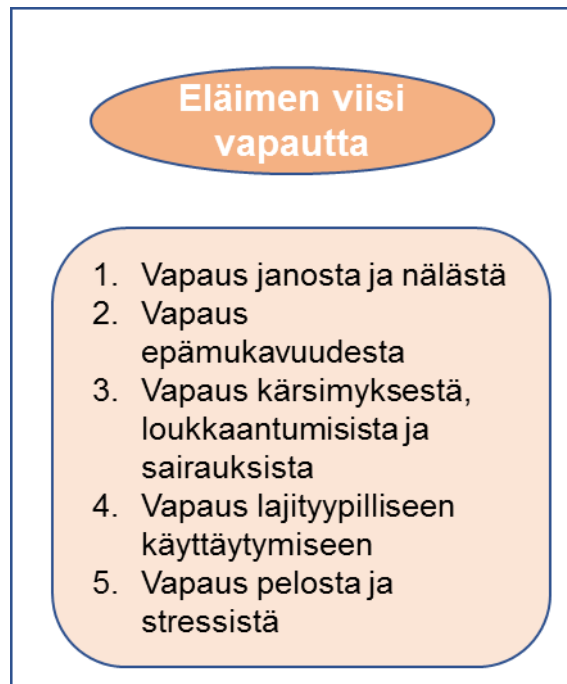 Eläimen viisi
vapautta
1. Vapaus janosta ja nälästä
2. Vapaus
epämukavuudesta
3. Vapaus kärsimyksestä,
loukkaantumisista ja
sairauksista
4. Vapaus lajityypilliseen
käyttäytymiseen
5. Vapaus pelosta ja
stressistä